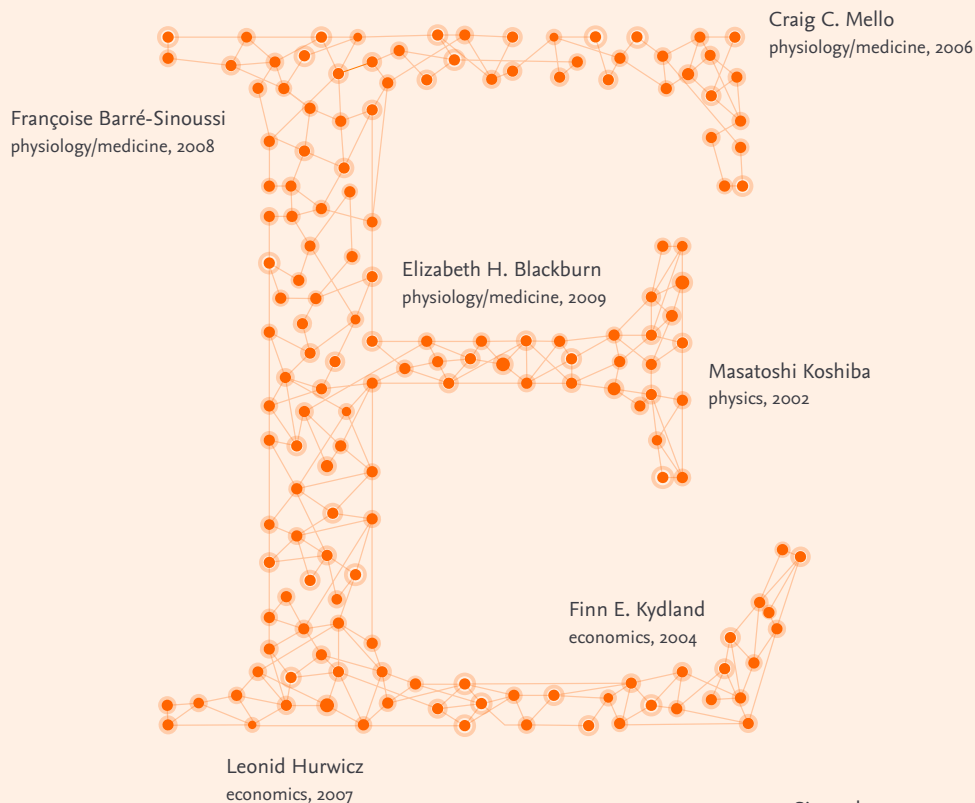 Craig C. Mello
physiology/medicine, 2006
Françoise Barré-Sinoussi
physiology/medicine, 2008
Elizabeth H. Blackburn
physiology/medicine, 2009
Masatoshi Koshiba
physics, 2002
Finn E. Kydland
economics, 2004
Leonid Hurwicz
economics, 2007